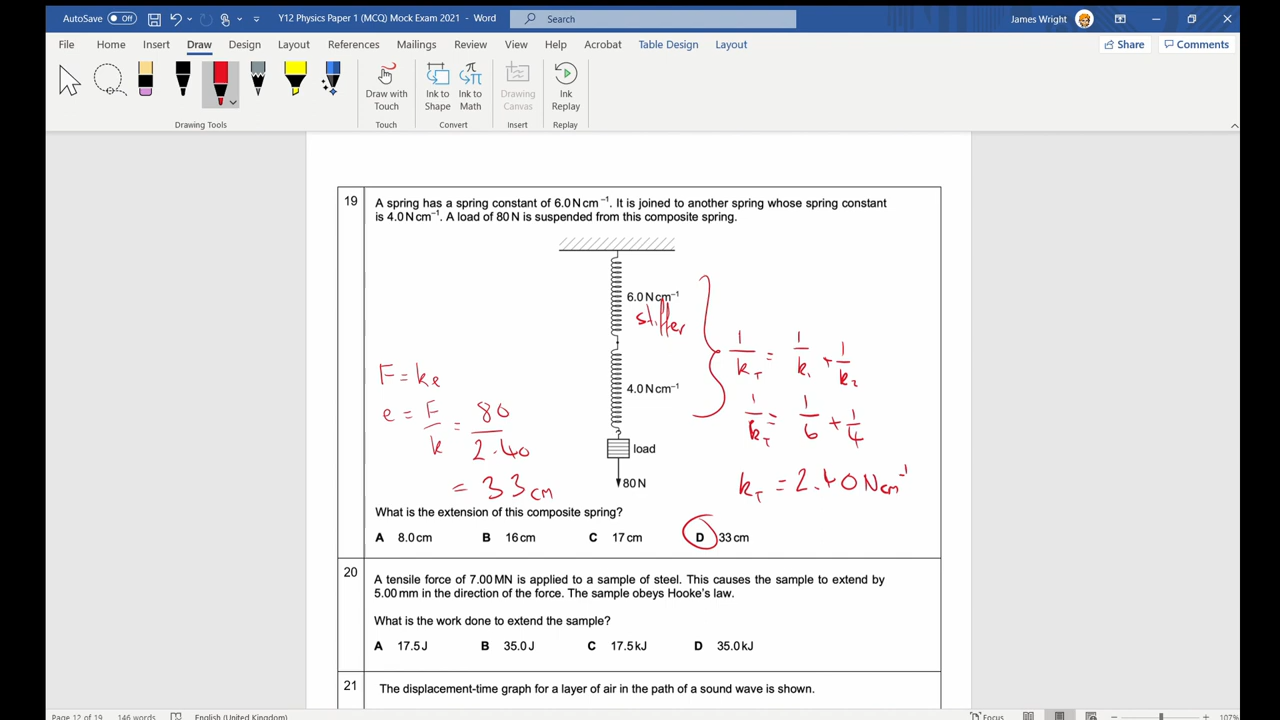 AutoSave Off Y12 Physics Paper 1 (MCQ) Mock Exam 2021 - Word Search James Wright
File Home Insert Draw Design Layout References Mailings Review View Help Acrobat Table Design Layout Share Comments
Draw with Touch
Ink to Shape
Ink to Math
Drawing Canvas
Ink Replay
Drawing Tools Touch Convert Insert Replay
19 A spring has a spring constant of 6.0 N cm⁻¹. It is joined to another spring whose spring constant
is 4.0 N cm⁻¹. A load of 80 N is suspended from this composite spring.
6.0 N cm⁻¹
stiffer
1/k_T = 1/k_1 + 1/k_2
F = ke
4.0 N cm⁻¹
e = F/k = 80/2.40
1/k_T = 1/6 + 1/4
load
= 33 cm
80 N
k_T = 2.40 N cm⁻¹
What is the extension of this composite spring?
A 8.0 cm B 16 cm C 17 cm D 33 cm
20 A tensile force of 7.00 MN is applied to a sample of steel. This causes the sample to extend by
5.00 mm in the direction of the force. The sample obeys Hooke's law.
What is the work done to extend the sample?
A 17.5 J B 35.0 J C 17.5 kJ D 35.0 kJ
21 The displacement-time graph for a layer of air in the path of a sound wave is shown.
Page 12 of 19 146 words English (United Kingdom) Focus 107%